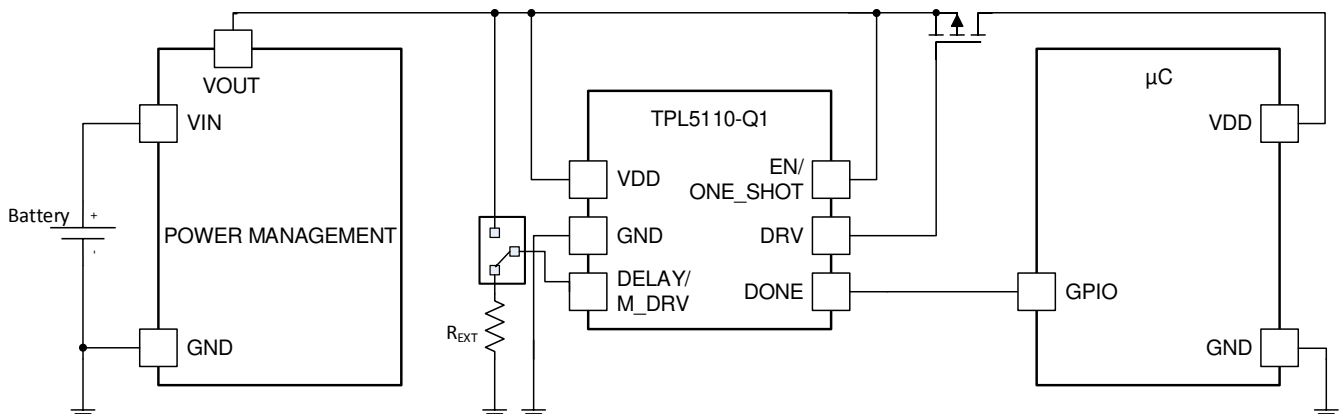 VOUT
VIN
Battery
+
-
POWER MANAGEMENT
GND
R_EXT
TPL5110-Q1
VDD
GND
DELAY/
M_DRV
EN/
ONE_SHOT
DRV
DONE
µC
VDD
GPIO
GND